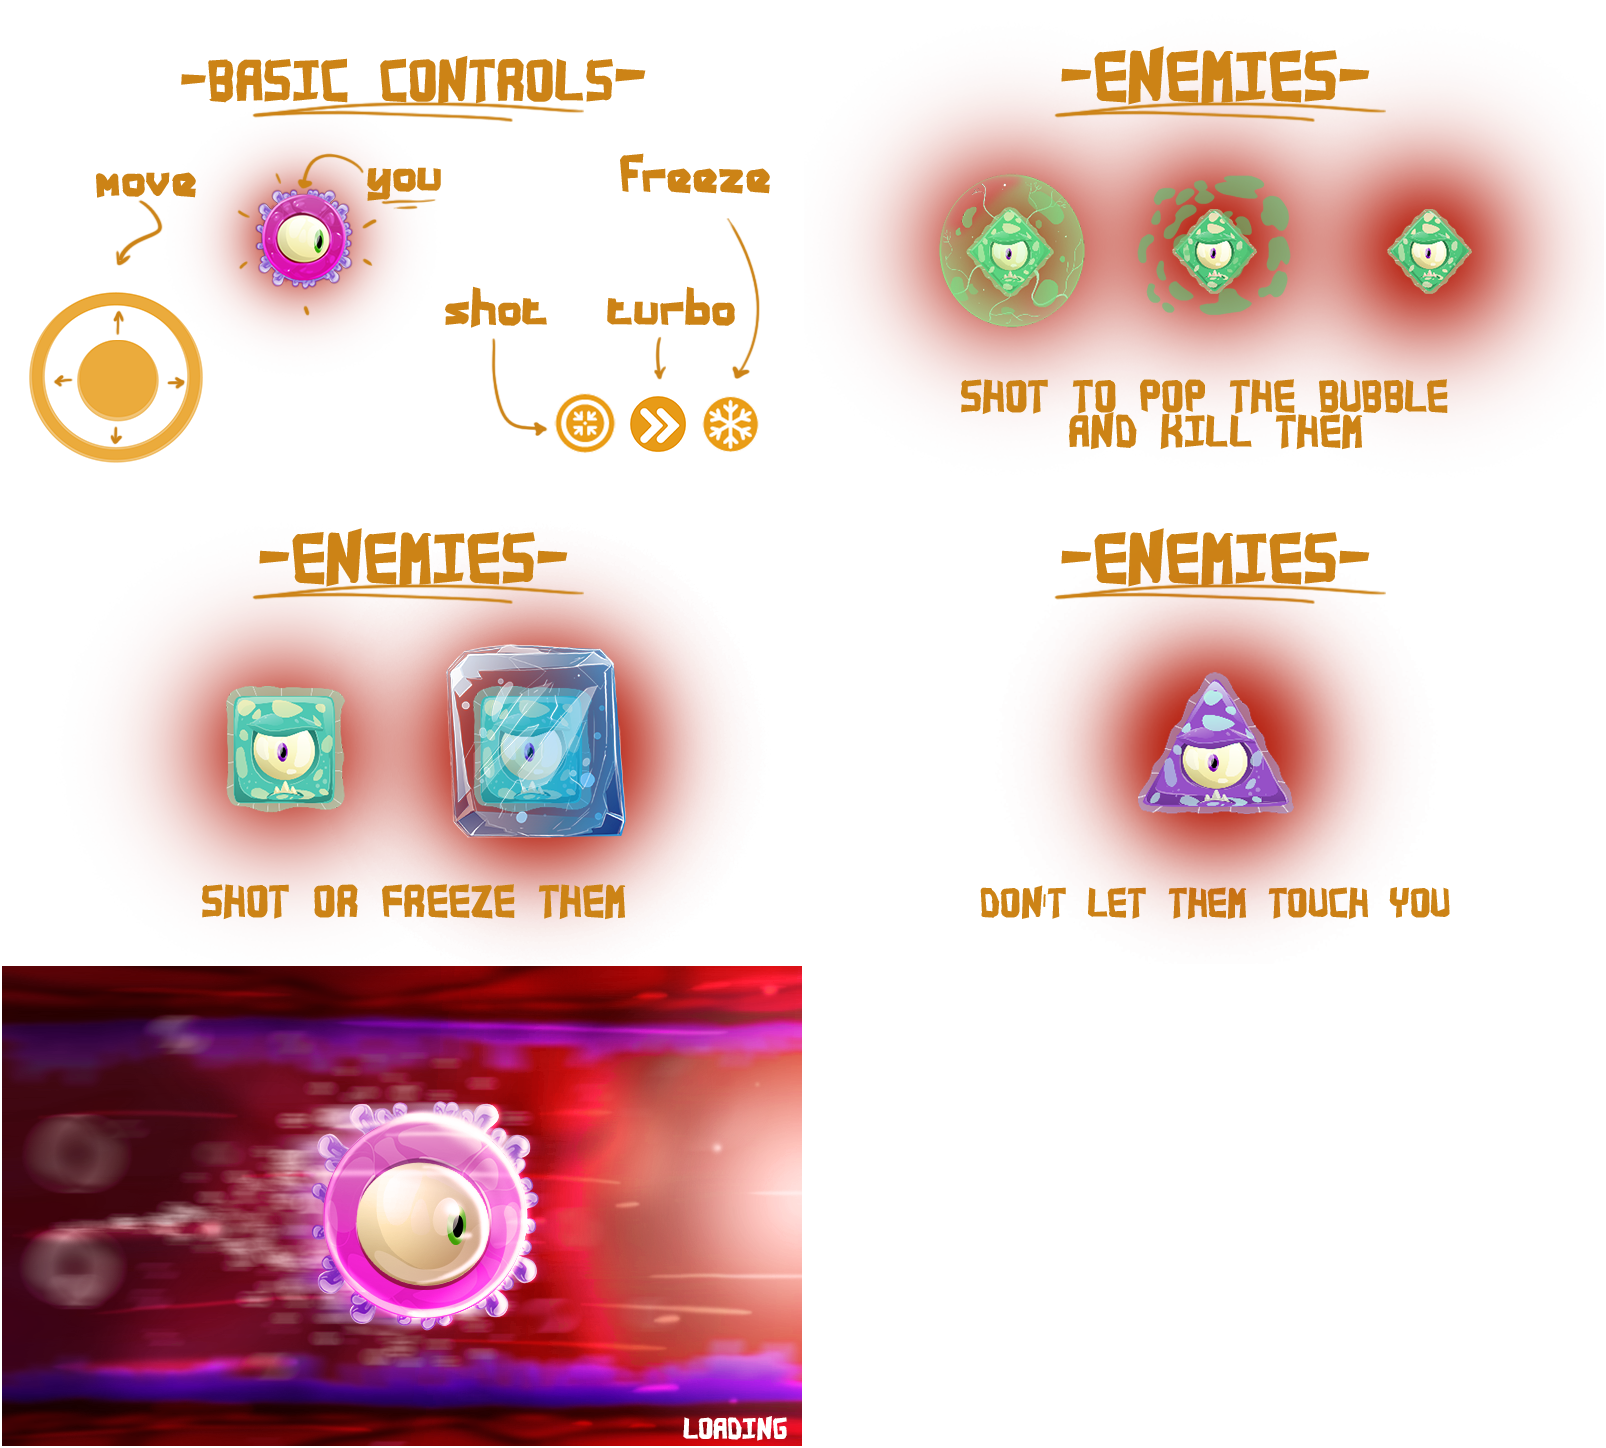 -BASIC CONTROLS-
move
you
Freeze
shot
turbo
-ENEMIES-
SHOT TO POP THE BUBBLE
AND KILL THEM
-ENEMIES-
SHOT OR FREEZE THEM
-ENEMIES-
DON'T LET THEM TOUCH YOU
LOADING